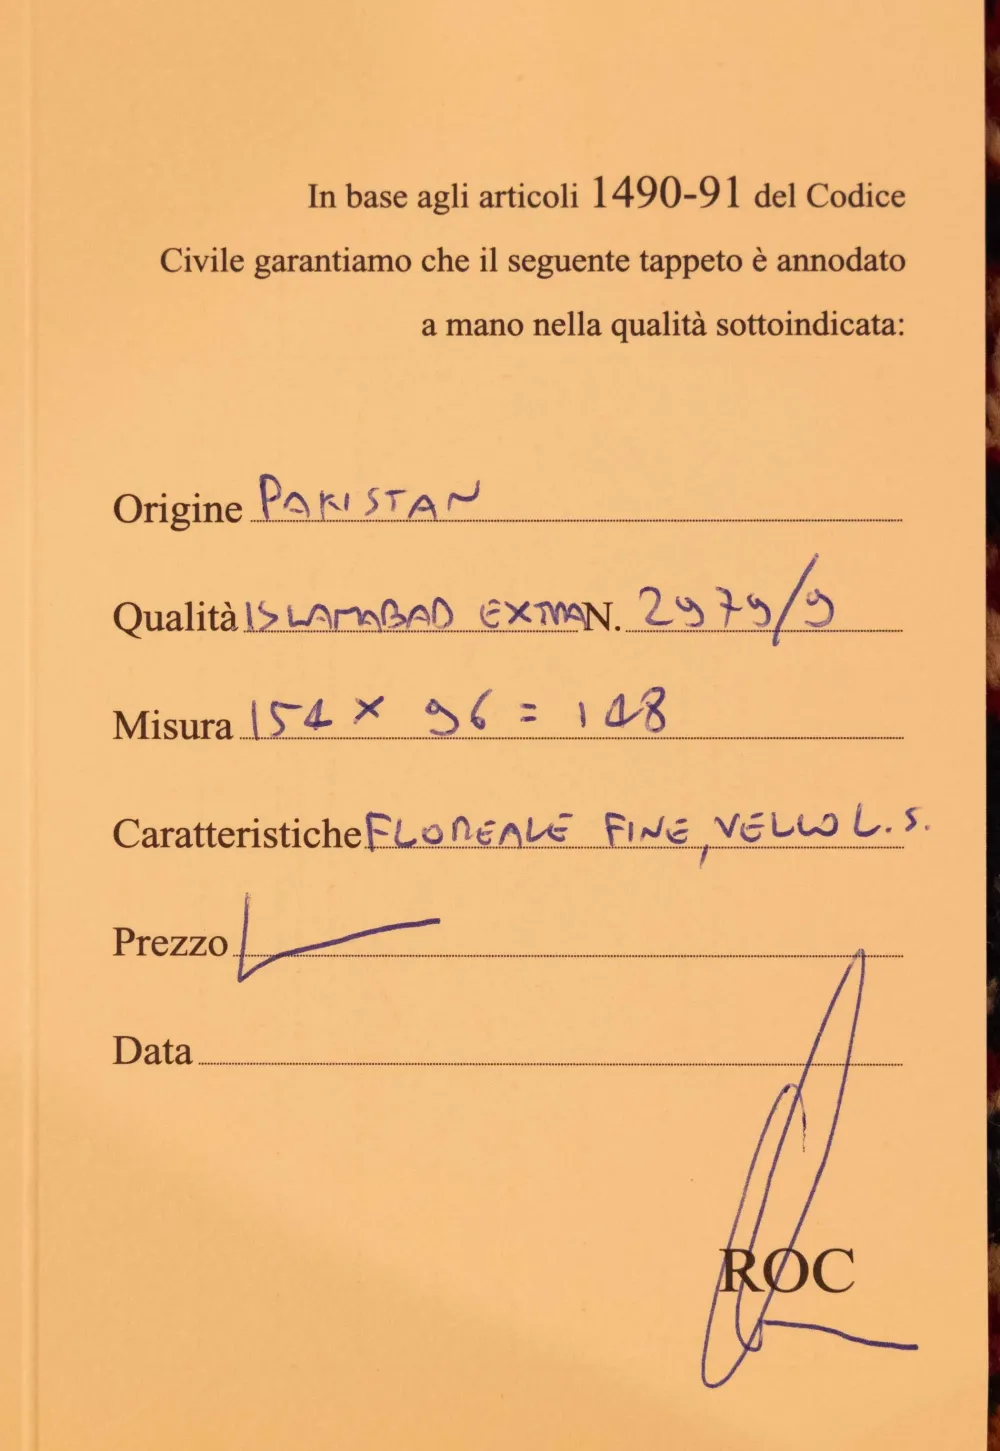 In base agli articoli 1490-91 del Codice
Civile garantiamo che il seguente tappeto è annodato
a mano nella qualità sottoindicata:
Origine PAKISTAN
Qualità ISLAMABAD EXTRA N. 2979/9
Misura 154 x 96 = 148
Caratteristiche FLOREALE FINE, VELLO L.S.
Prezzo
Data
ROC